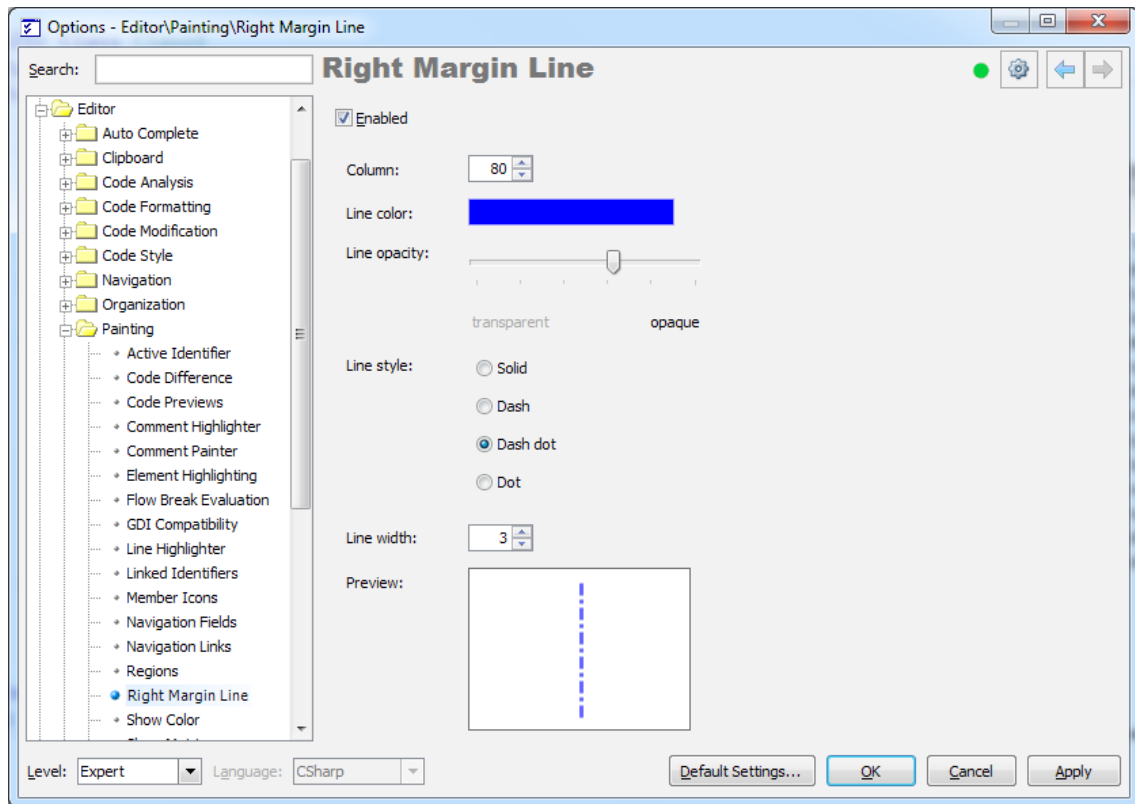 Options - Editor\Painting\Right Margin Line
Search:
Right Margin Line
Editor
Auto Complete
Clipboard
Code Analysis
Code Formatting
Code Modification
Code Style
Navigation
Organization
Painting
Active Identifier
Code Difference
Code Previews
Comment Highlighter
Comment Painter
Element Highlighting
Flow Break Evaluation
GDI Compatibility
Line Highlighter
Linked Identifiers
Member Icons
Navigation Fields
Navigation Links
Regions
Right Margin Line
Show Color
Enabled
Column: 80
Line color:
Line opacity:
transparent opaque
Line style: Solid
Dash
Dash dot
Dot
Line width: 3
Preview:
Level: Expert Language: CSharp Default Settings... OK Cancel Apply